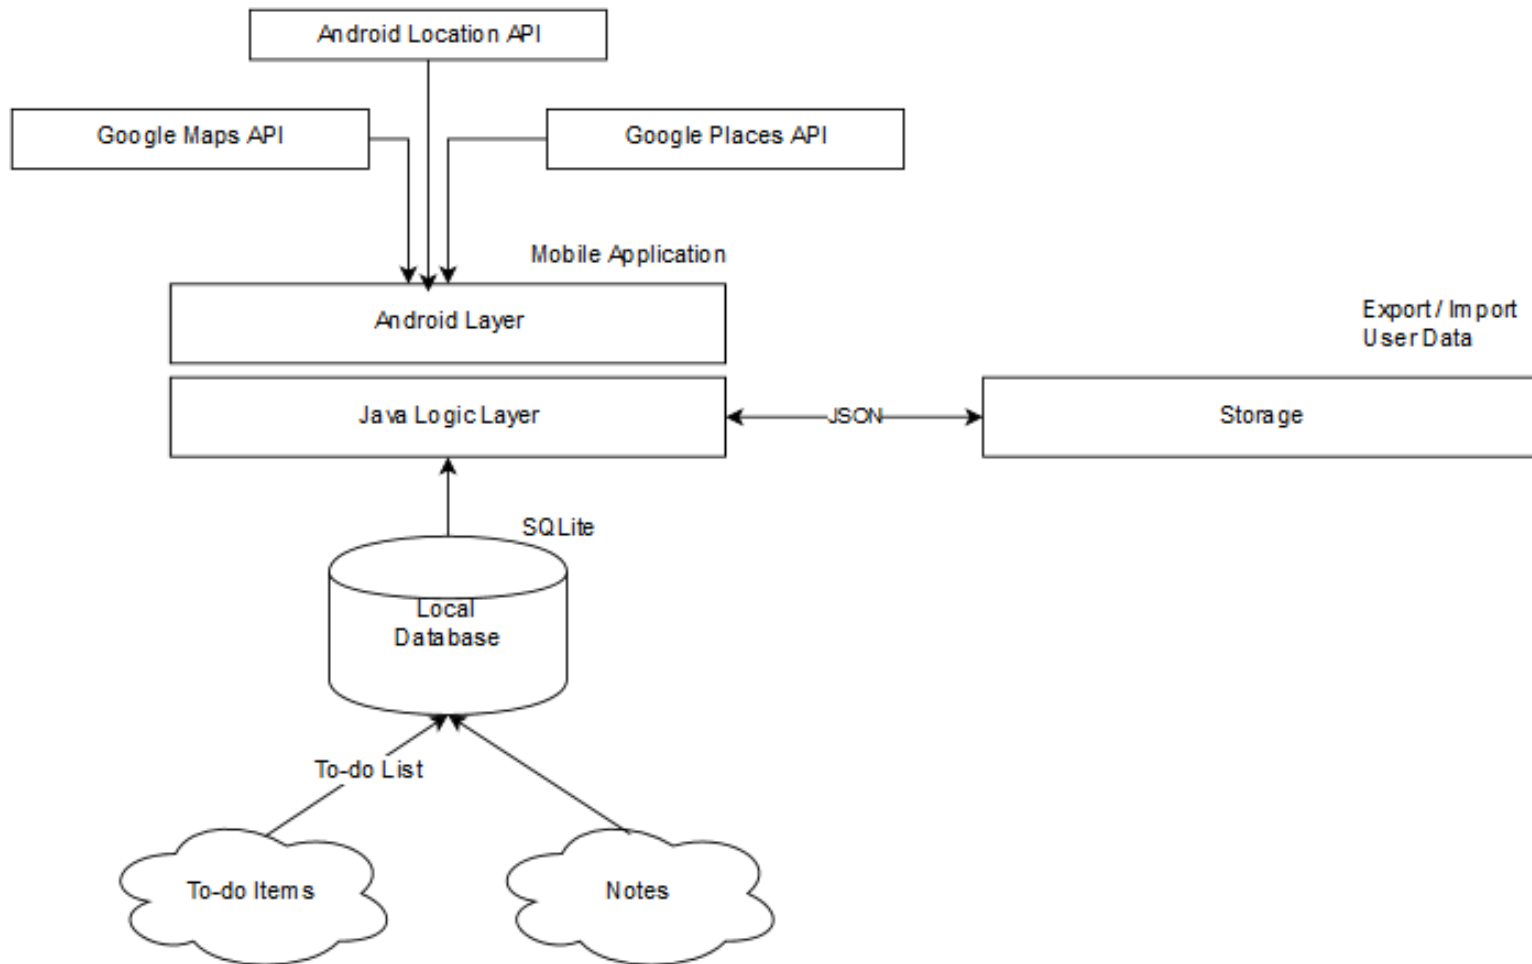 Android Location API
Google Maps API
Google Places API
Mobile Application
Android Layer
Export / Import
User Data
Java Logic Layer
JSON
Storage
SQLite
Local
Database
To-do List
To-do Items
Notes